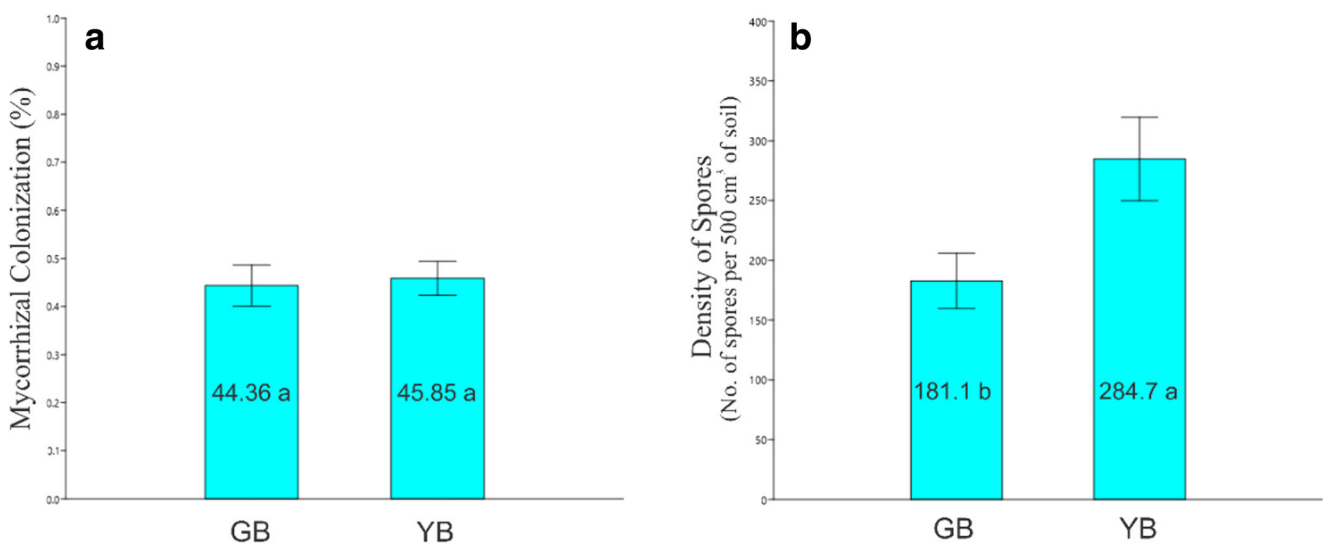 a
Mycorrhizal Colonization (%)
1.0
0.9
0.8
0.7
0.6
0.5
0.4
0.3
0.2
0.1
0.0
44.36 a
45.85 a
GB
YB
b
Density of Spores
(No. of spores per 500 cm³ of soil)
400
350
300
250
200
150
100
50
0
181.1 b
284.7 a
GB
YB